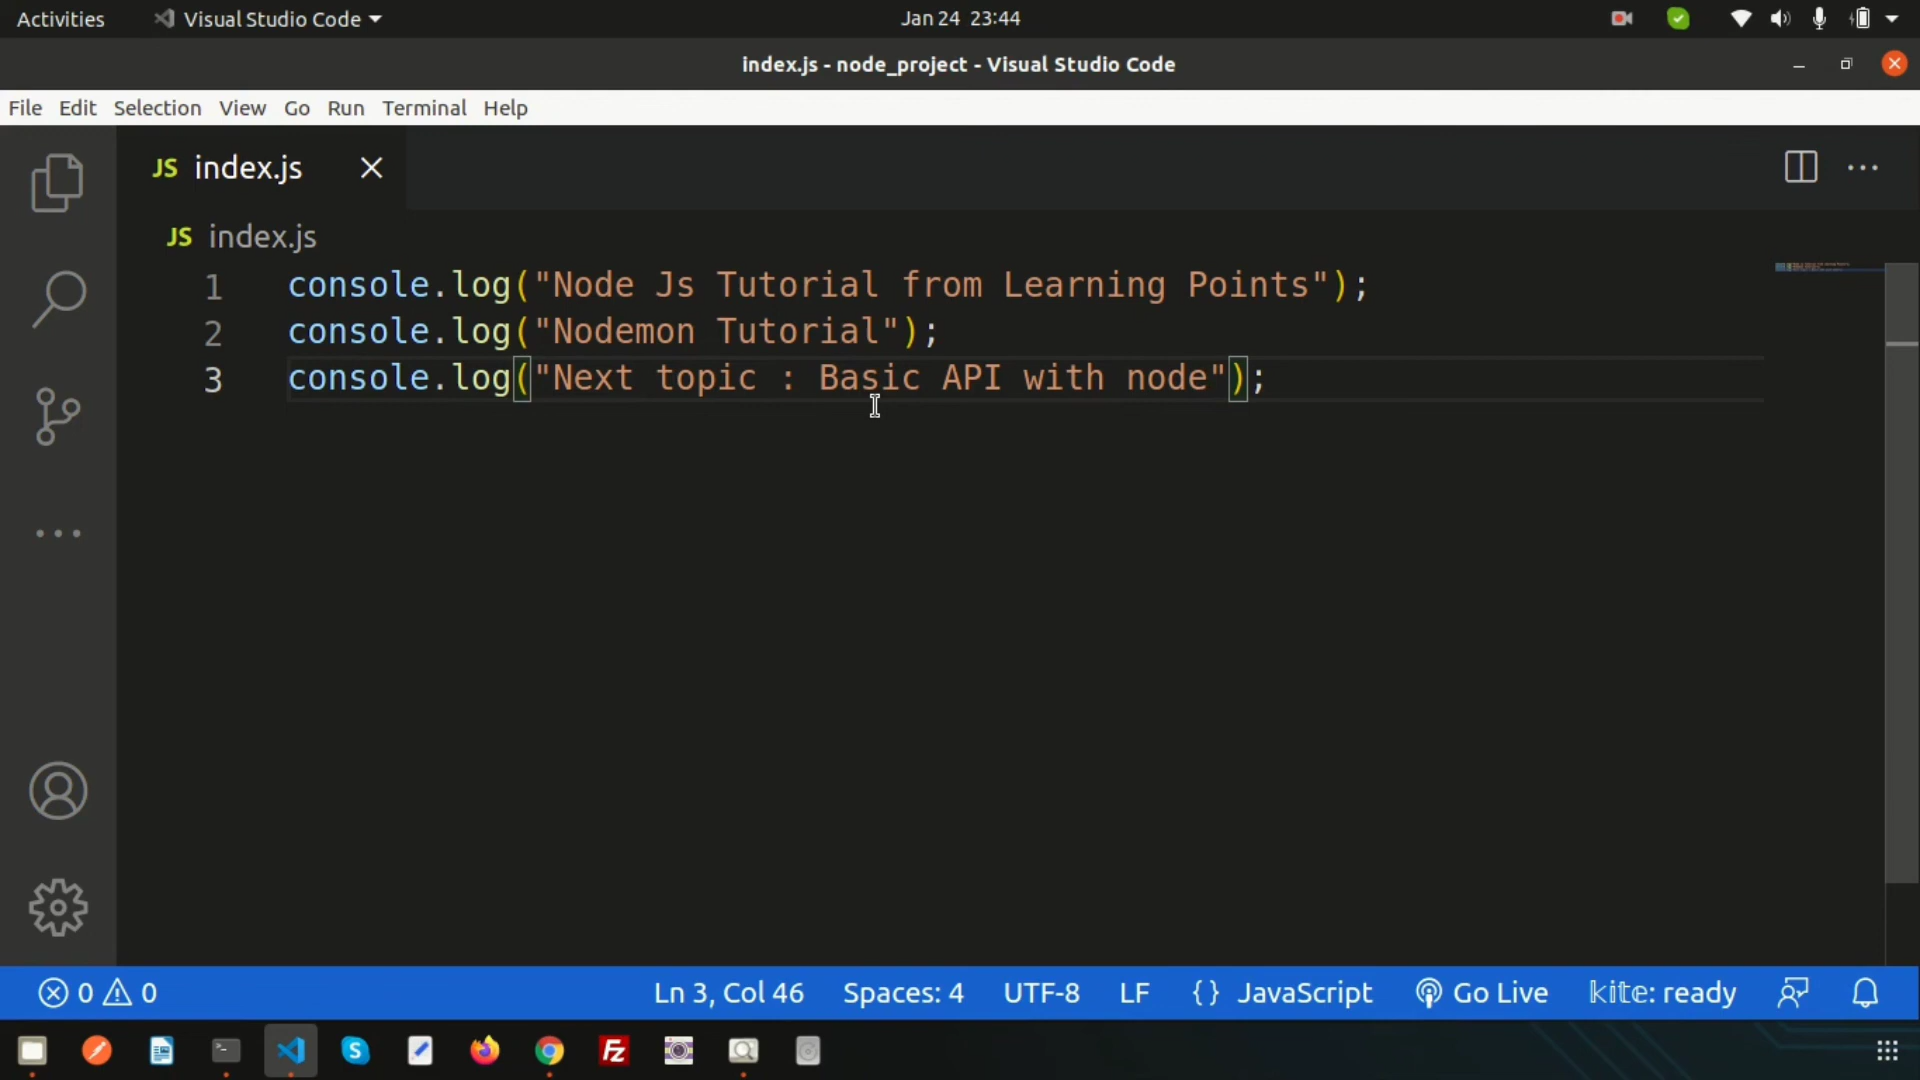 Activities Visual Studio Code Jan 24 23:44
index.js - node_project - Visual Studio Code
File Edit Selection View Go Run Terminal Help
JS index.js
JS index.js
1 console.log("Node Js Tutorial from Learning Points");
2 console.log("Nodemon Tutorial");
3 console.log("Next topic : Basic API with node");
0 0 Ln 3, Col 46 Spaces: 4 UTF-8 LF {} JavaScript Go Live kite: ready